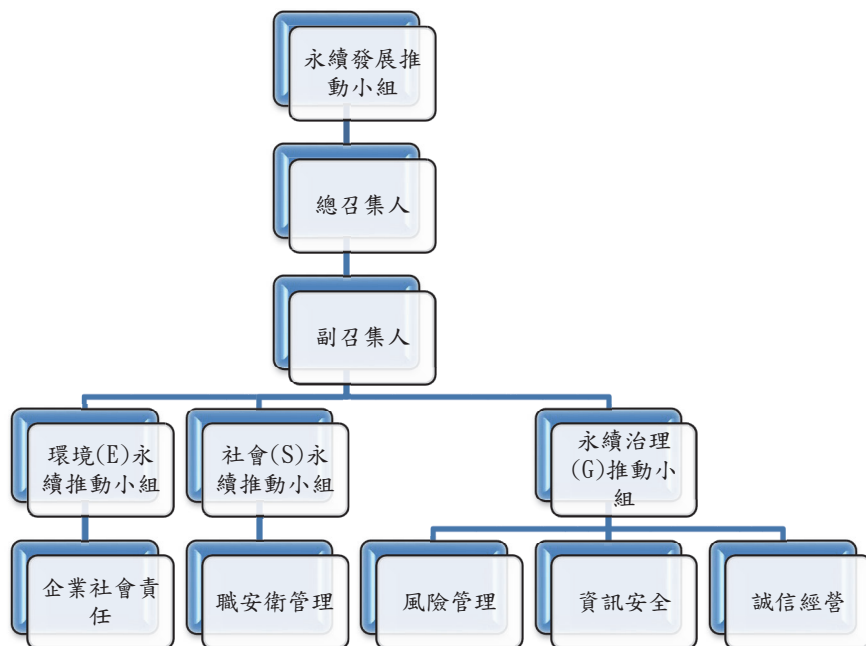 永續發展推
動小組
總召集人
副召集人
環境(E)永
續推動小組
社會(S)永
續推動小組
永續治理
(G)推動小
組
企業社會責
任
職安衛管理
風險管理
資訊安全
誠信經營